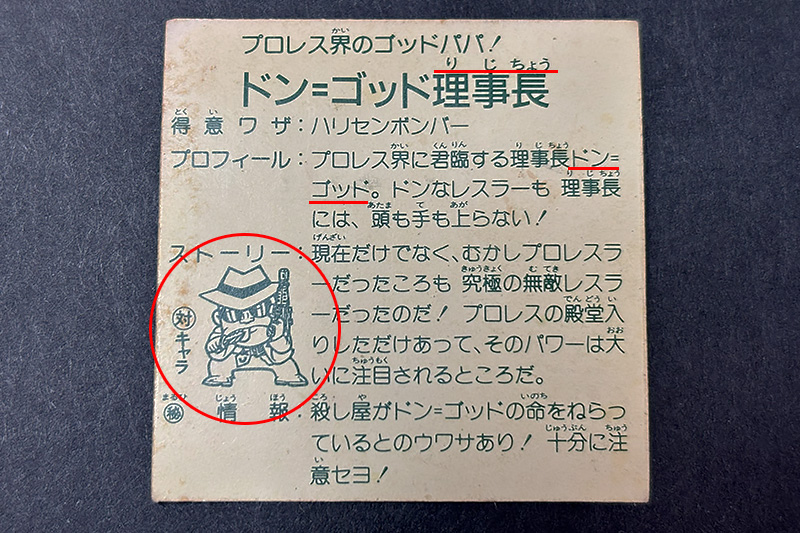 プロレス界のゴッドパパ！
ドン=ゴッド理事長
得意ワザ：ハリセンボンバー
プロフィール：プロレス界に君臨する理事長ドン=
ゴッド。ドンなレスラーも 理事長
には、頭も手も上らない！
ストーリー：現在だけでなく、むかしプロレスラ
ーだったころも 究極の無敵レスラ
ーだったのだ！ プロレスの殿堂入
りしただけあって、そのパワーは大
いに注目されるところだ。
対キャラ
㊙情報：殺し屋がドン=ゴッドの命をねらっ
ているとのウワサあり！ 十分に注
意セヨ！